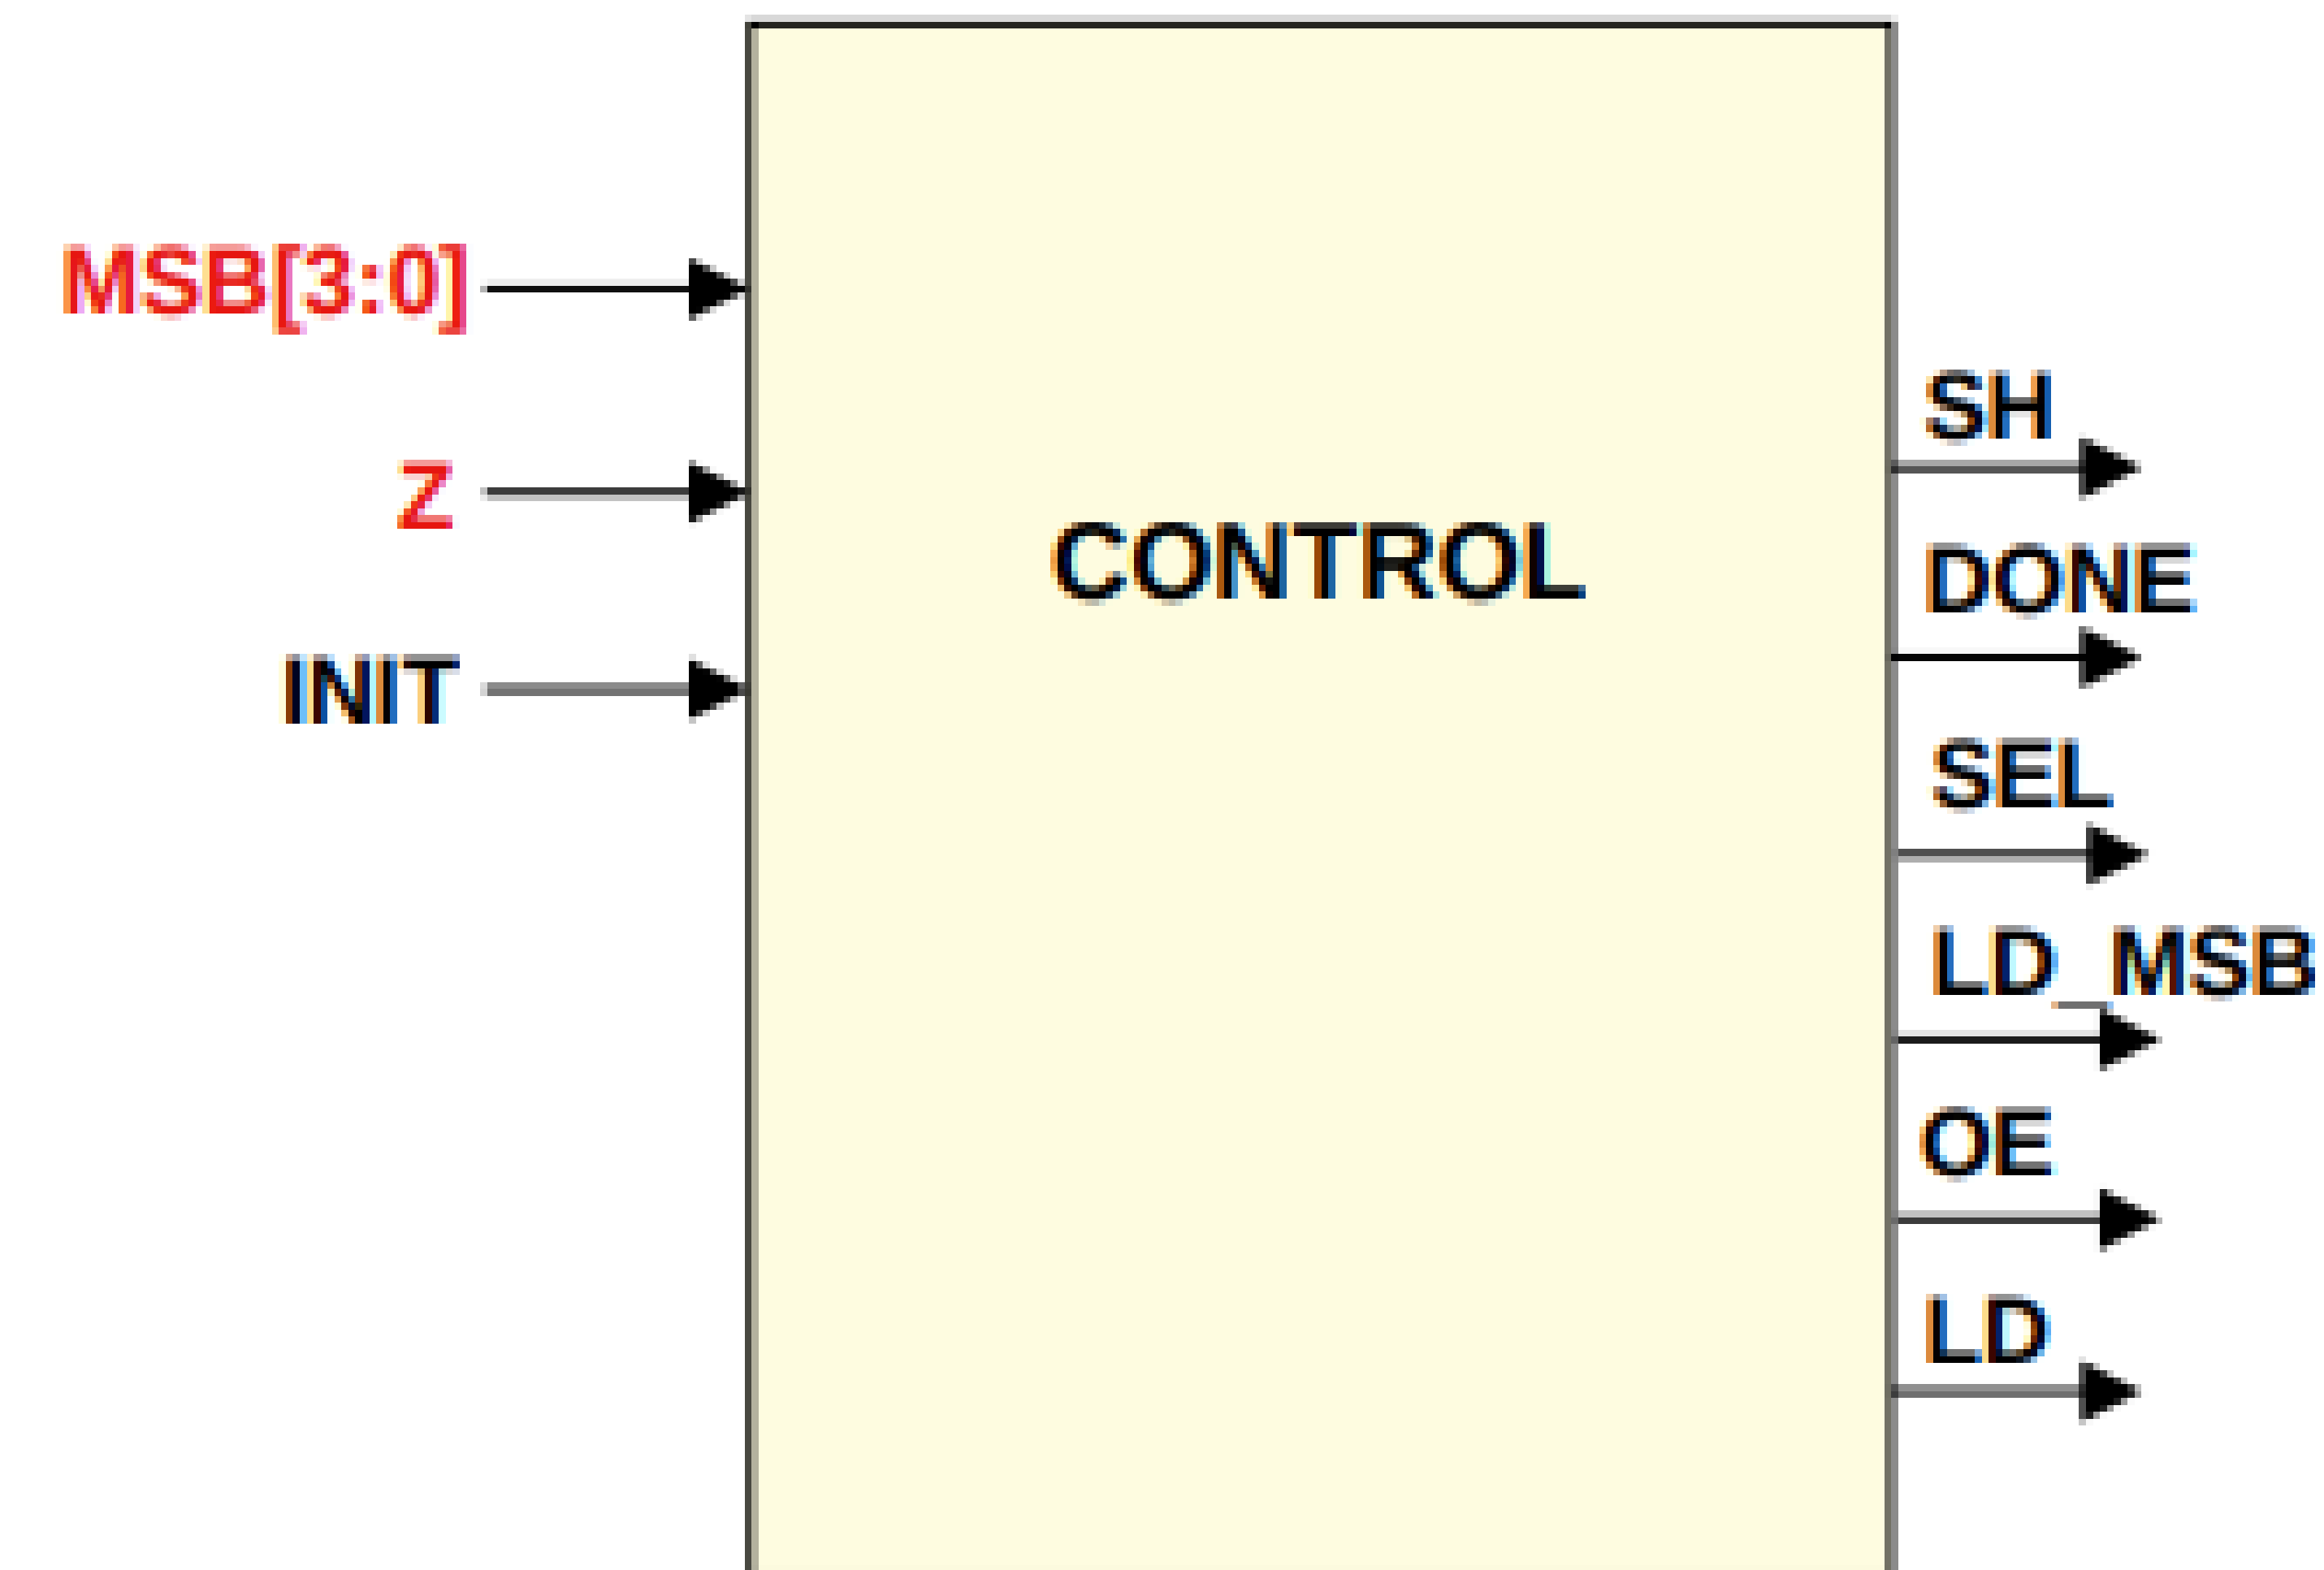 MSB[3:0]
Z
INIT
CONTROL
SH
DONE
SEL
LD_MSB
OE
LD